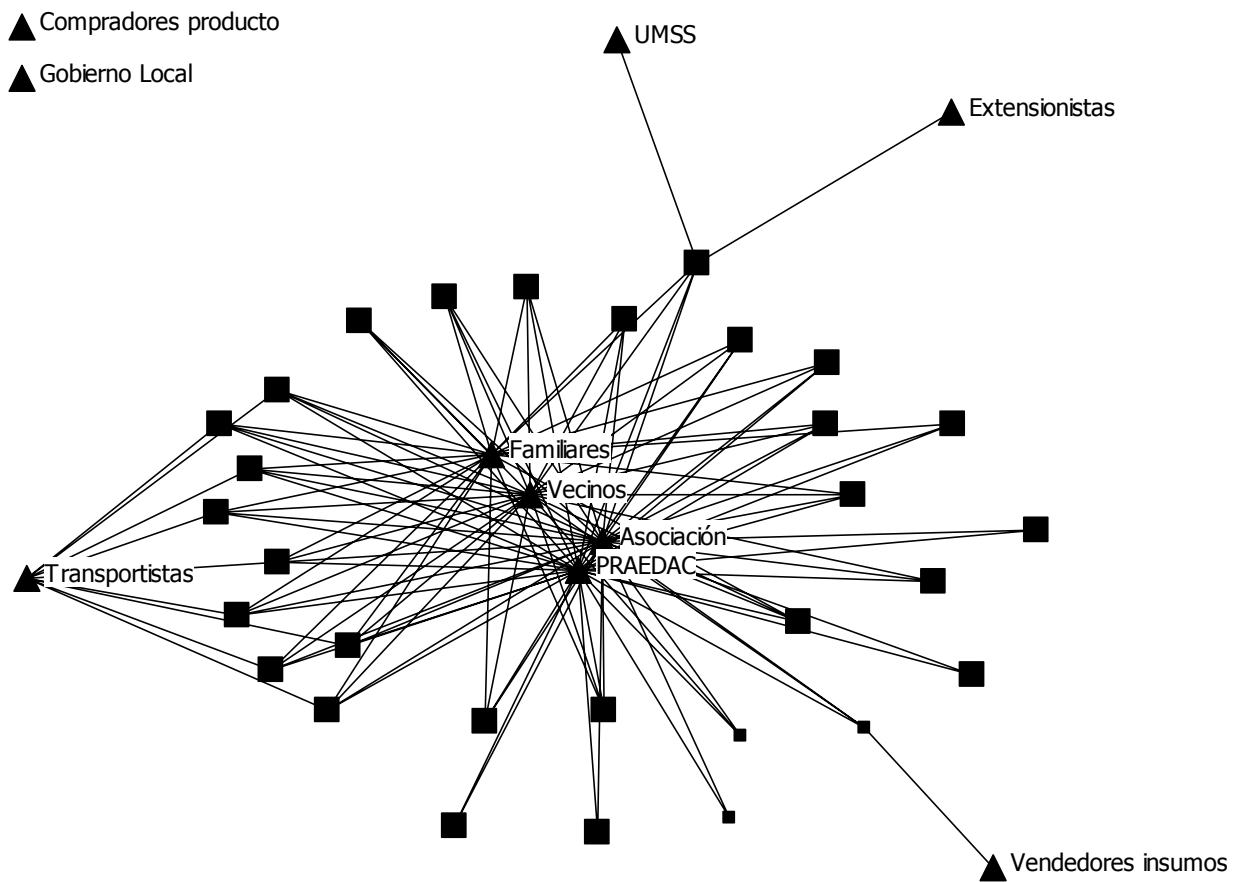 Compradores producto
UMSS
Gobierno Local
Extensionistas
Familiares
Vecinos
Asociación
PRAEDAC
Transportistas
Vendedores insumos